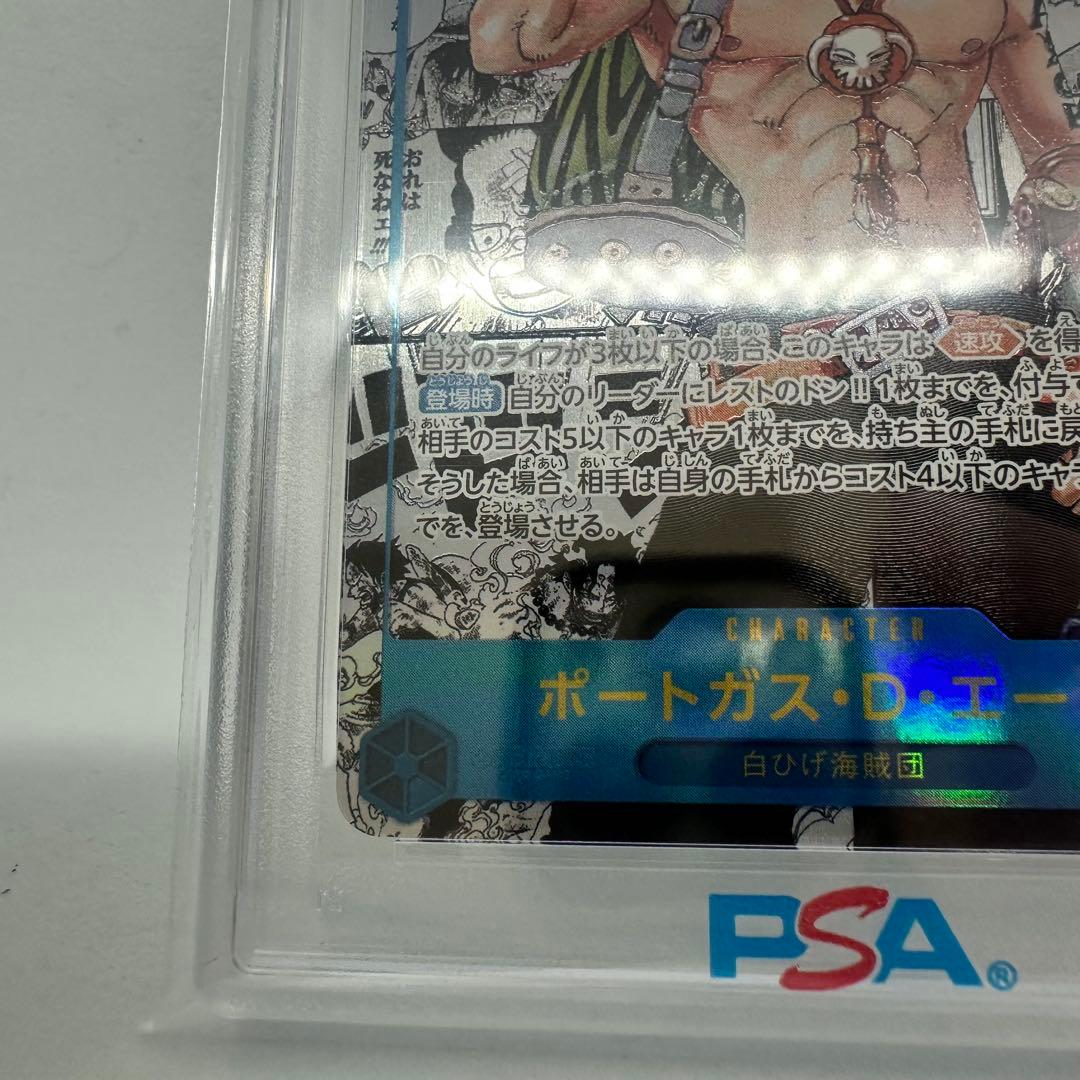 おれは
死なねェ!!!
自分のライフが3枚以下の場合、このキャラは 速攻 を得
登場時 自分のリーダーにレストのドン!!1枚までを、付与で
相手のコスト5以下のキャラ1枚までを、持ち主の手札に戻
そうした場合、相手は自身の手札からコスト4以下のキャラ
でを、登場させる。
CHARACTER
ポートガス・D・エー
白ひげ海賊団
PSA®